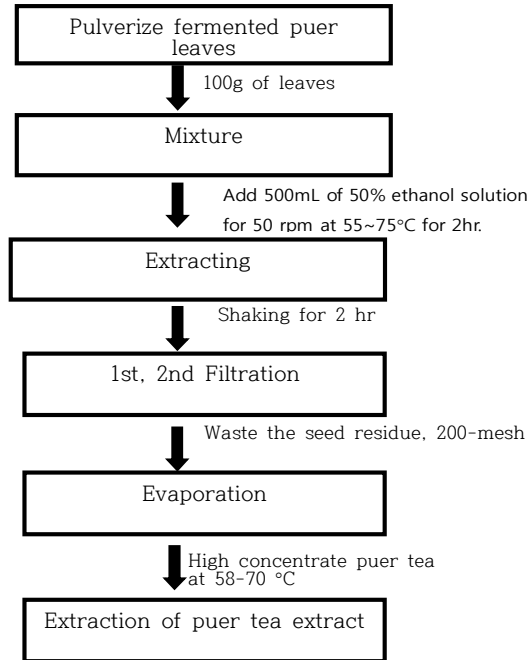 Pulverize fermented puer
leaves
100g of leaves
Mixture
Add 500mL of 50% ethanol solution
for 50 rpm at 55~75°C for 2hr.
Extracting
Shaking for 2 hr
1st, 2nd Filtration
Waste the seed residue, 200-mesh
Evaporation
High concentrate puer tea
at 58-70 °C
Extraction of puer tea extract